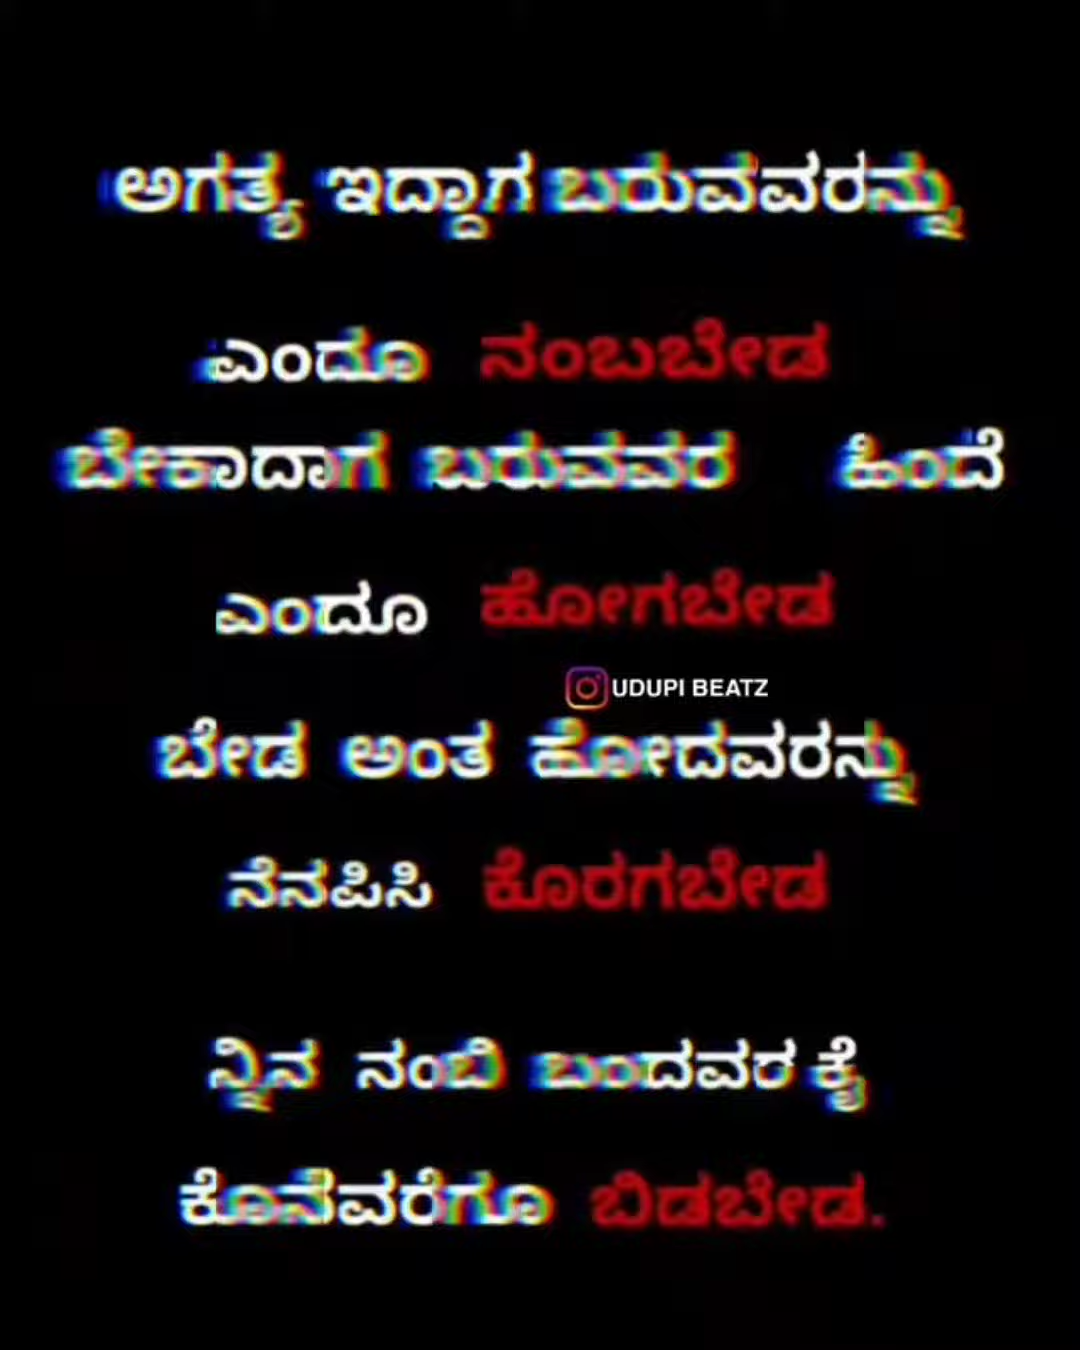 ಅಗತ್ಯ ಇದ್ದಾಗ ಬರುವವರನ್ನು
ಎಂದೂ ನಂಬಬೇಡ
ಬೇಕಾದಾಗ ಬರುವವರ ಹಿಂದೆ
ಎಂದೂ ಹೋಗಬೇಡ
UDUPI BEATZ
ಬೇಡ ಅಂತ ಹೋದವರನ್ನು
ನೆನಪಿಸಿ ಕೊರಗಬೇಡ
ನ್ನಿನ ನಂಬಿ ಬಂದವರ ಕೈ
ಕೊನೆವರೆಗೂ ಬಿಡಬೇಡ.